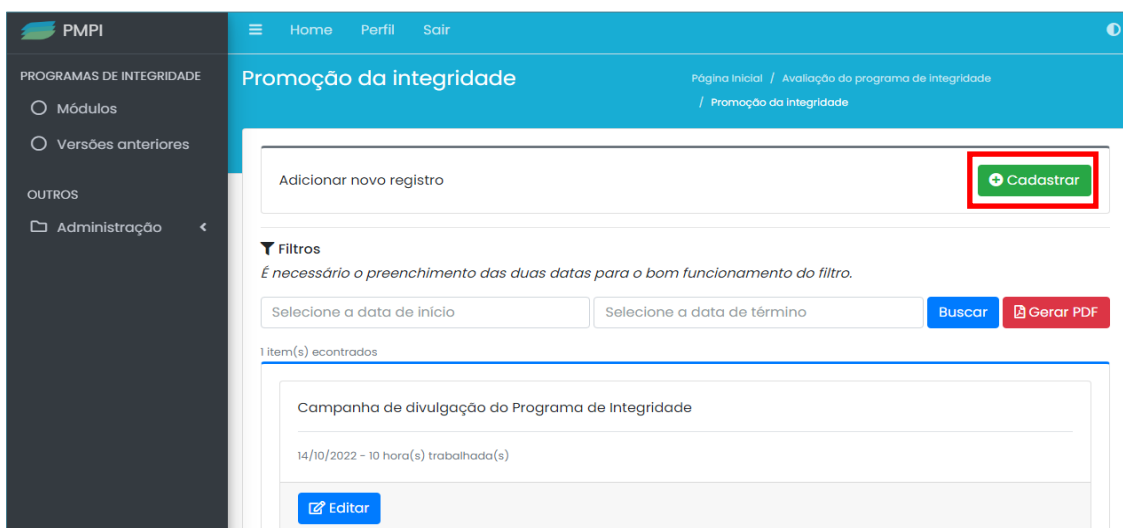 PMPI
Home Perfil Sair
PROGRAMAS DE INTEGRIDADE
Módulos
Versões anteriores
OUTROS
Administração
Promoção da integridade
Página Inicial / Avaliação do programa de integridade
/ Promoção da integridade
Adicionar novo registro
Cadastrar
Filtros
É necessário o preenchimento das duas datas para o bom funcionamento do filtro.
Selecione a data de início
Selecione a data de término
Buscar
Gerar PDF
1 item(s) econtrados
Campanha de divulgação do Programa de Integridade
14/10/2022 - 10 hora(s) trabalhada(s)
Editar